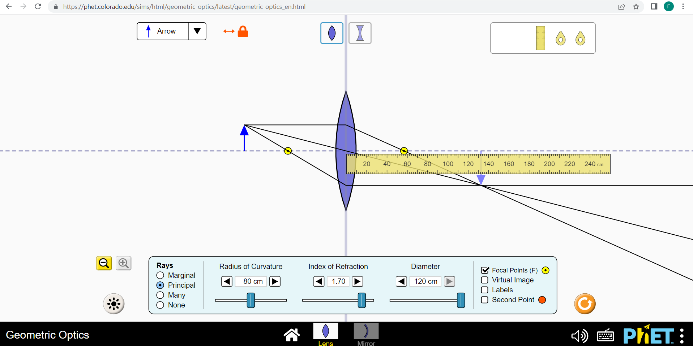 https://phet.colorado.edu/sims/html/geometric-optics/latest/geometric-optics_en.html
Arrow
20 40 60 80 100 120 140 160 180 200 220 240 cm
Rays
Marginal
Principal
Many
None
Radius of Curvature
80 cm
Index of Refraction
1.70
Diameter
120 cm
Focal Points (F)
Virtual Image
Labels
Second Point
Geometric Optics
Lens
Mirror
PhET